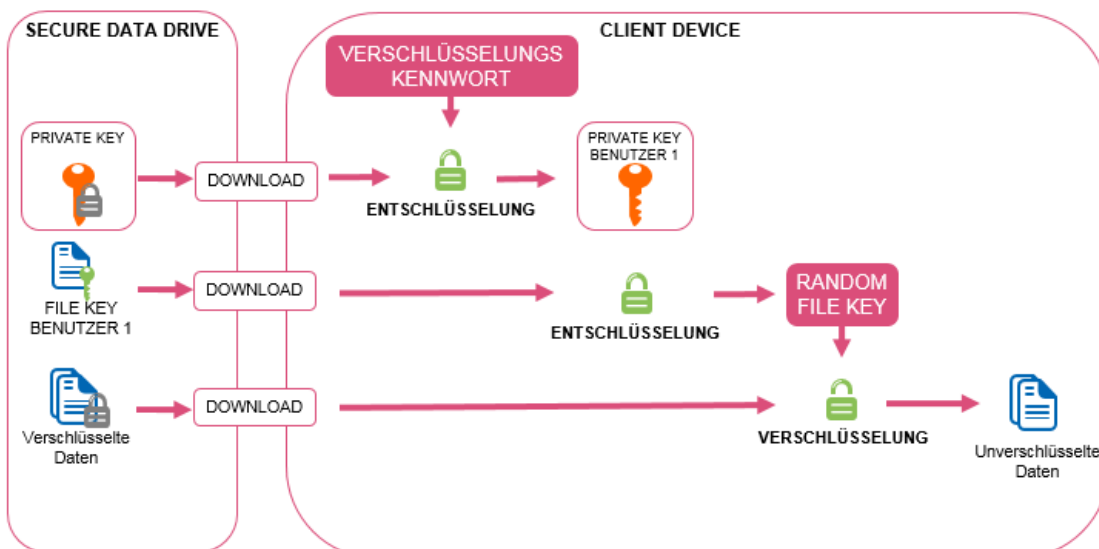 SECURE DATA DRIVE
CLIENT DEVICE
VERSCHLÜSSELUNGS
KENNWORT
PRIVATE KEY
DOWNLOAD
ENTSCHLÜSSELUNG
PRIVATE KEY
BENUTZER 1
FILE KEY
BENUTZER 1
DOWNLOAD
ENTSCHLÜSSELUNG
RANDOM
FILE KEY
Verschlüsselte
Daten
DOWNLOAD
VERSCHLÜSSELUNG
Unverschlüsselte
Daten